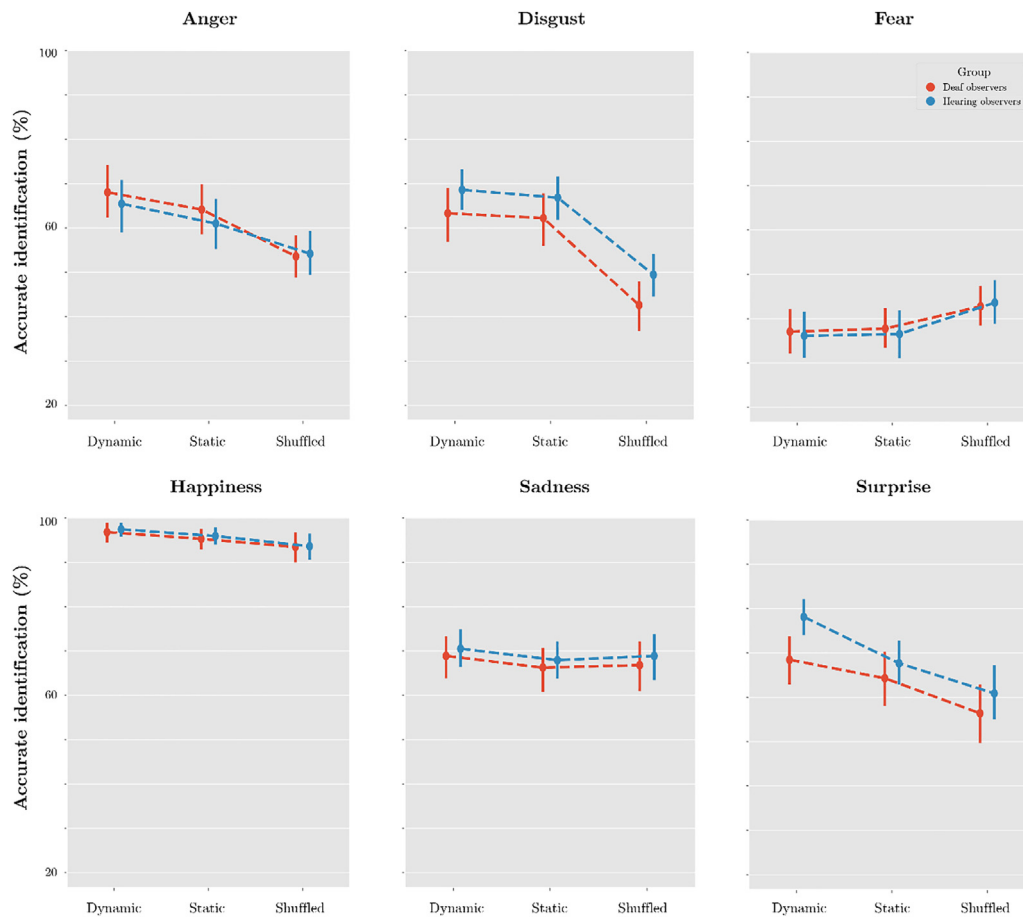 Anger
Disgust
Fear
100
60
20
Accurate identification (%)
Group
Deaf observers
Hearing observers
Dynamic
Static
Shuffled
Dynamic
Static
Shuffled
Dynamic
Static
Shuffled
Happiness
Sadness
Surprise
100
60
20
Accurate identification (%)
Dynamic
Static
Shuffled
Dynamic
Static
Shuffled
Dynamic
Static
Shuffled